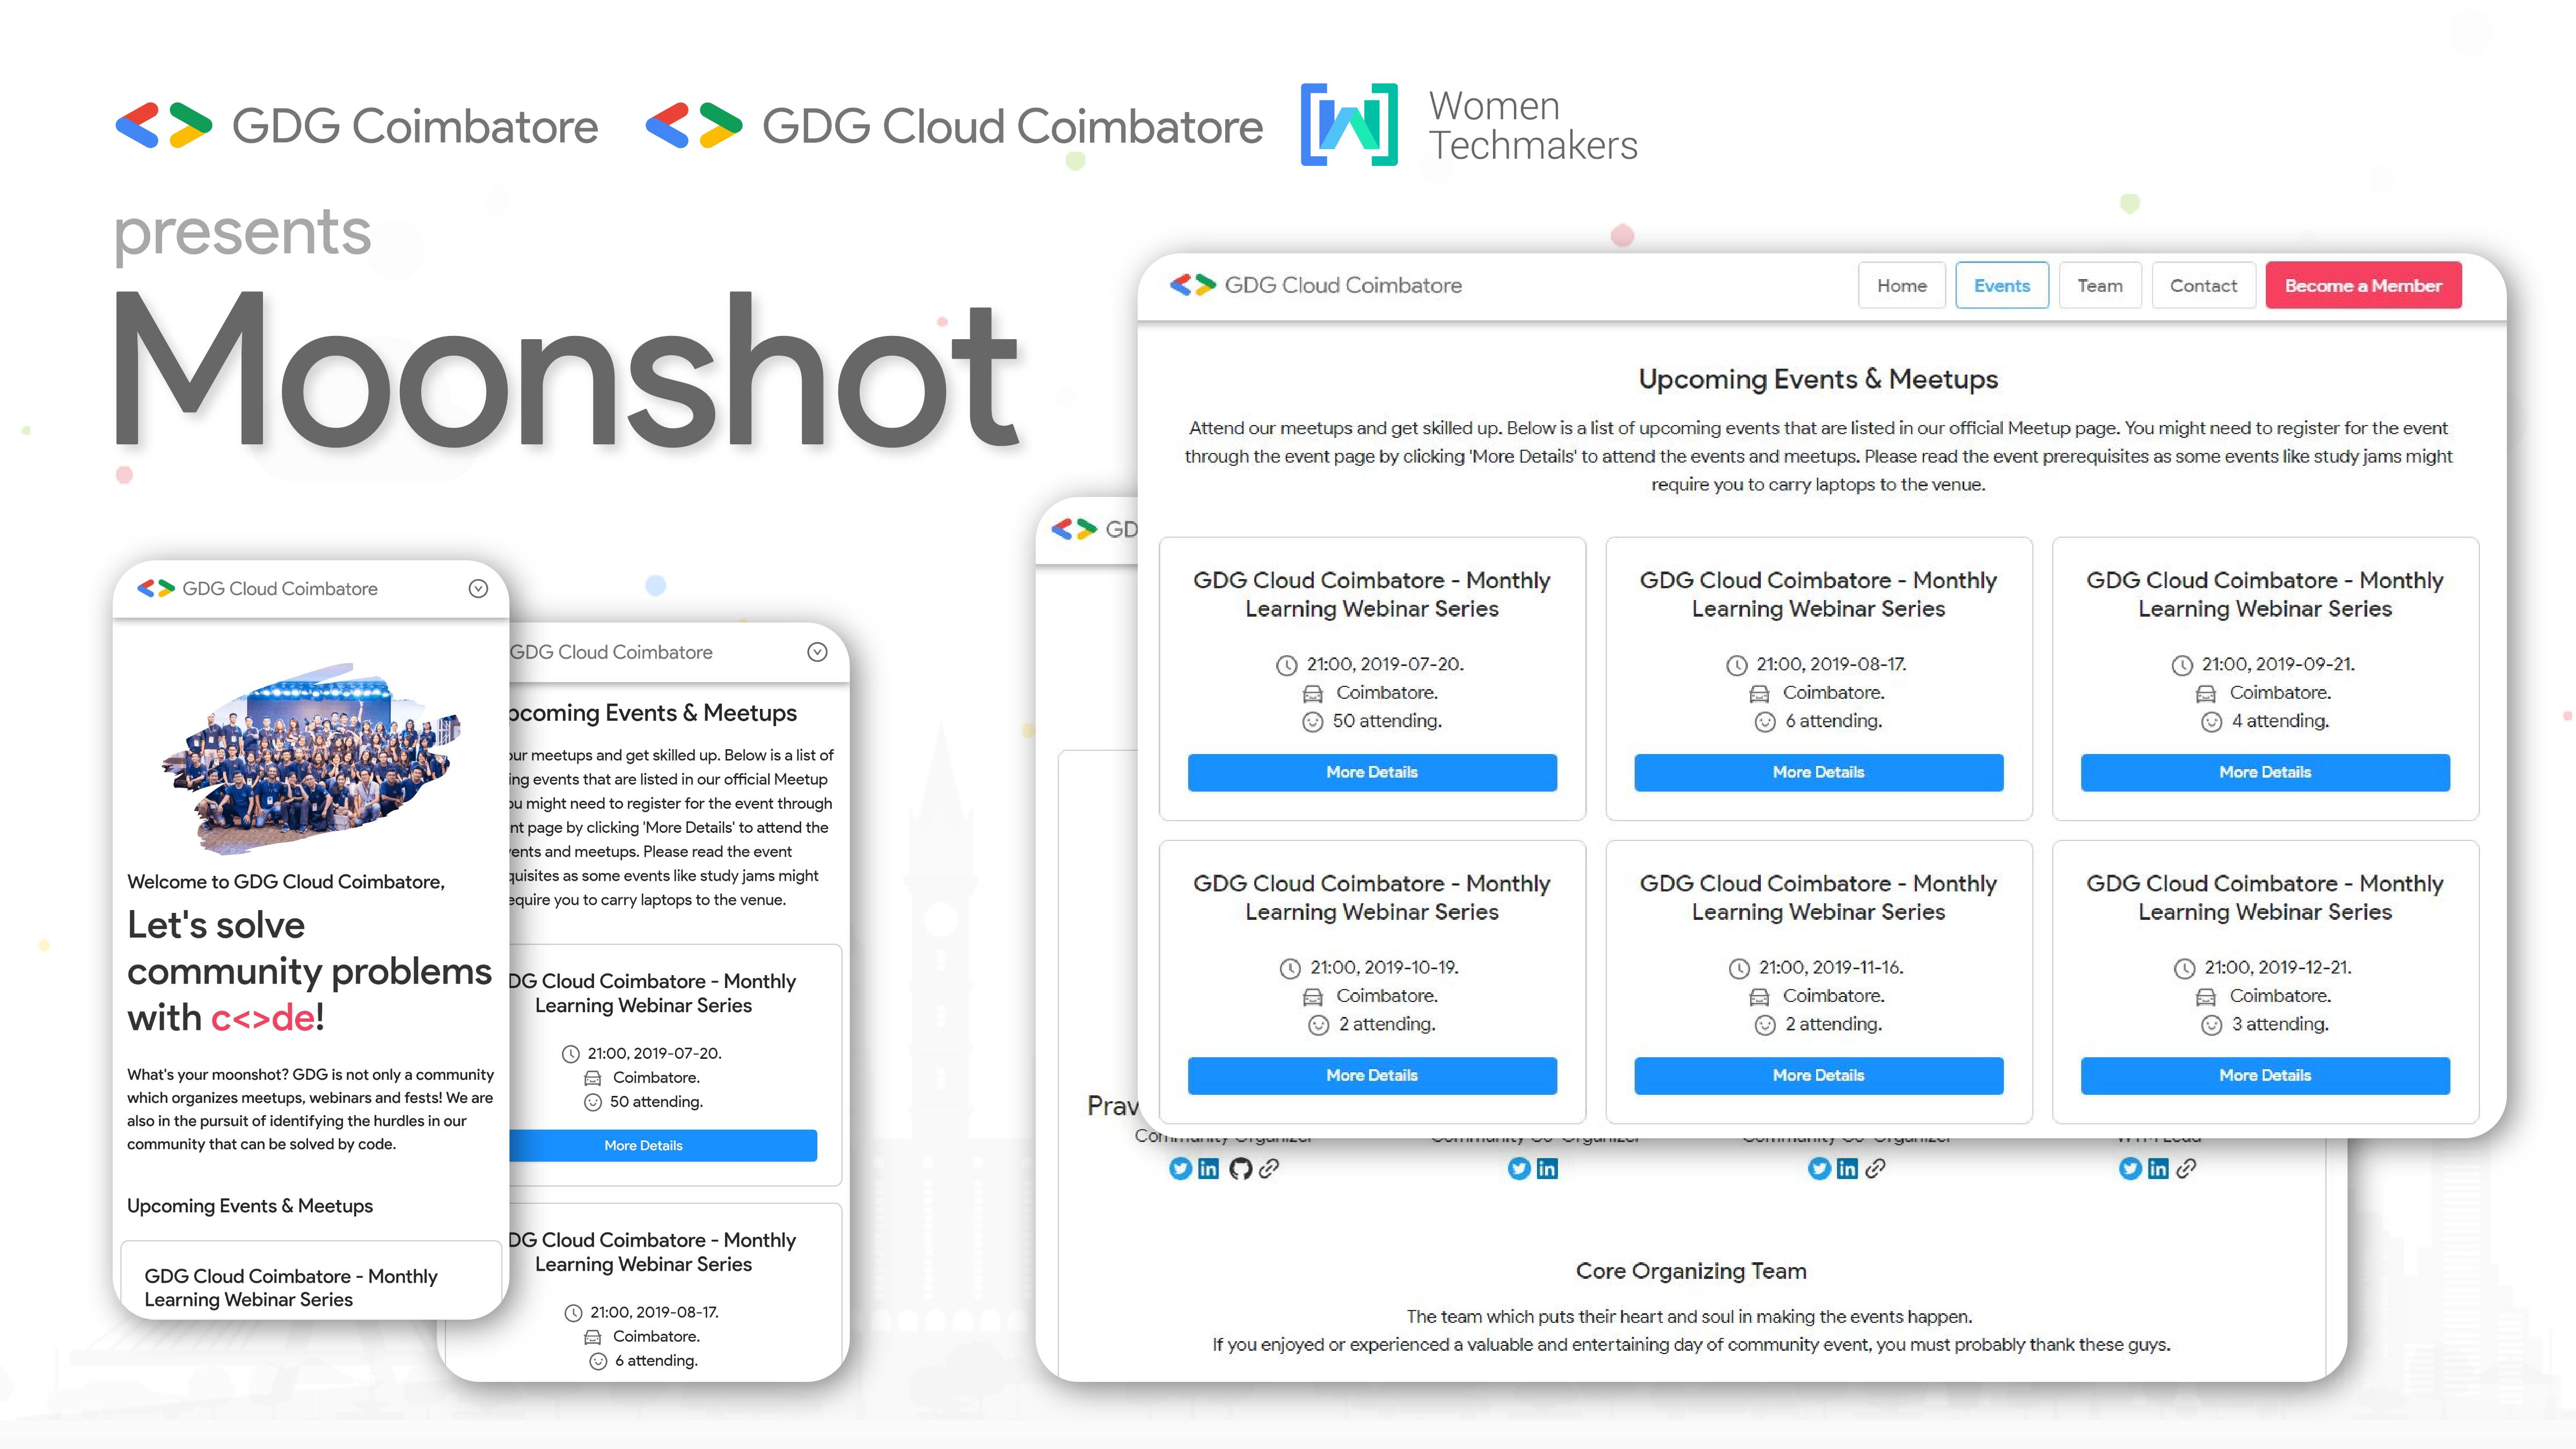 GDG Coimbatore
GDG Cloud Coimbatore
Women
Techmakers
presents
Moonshot
GDG Cloud Coimbatore
Home
Events
Team
Contact
Become a Member
Upcoming Events & Meetups
Attend our meetups and get skilled up. Below is a list of upcoming events that are listed in our official Meetup page. You might need to register for the event
through the event page by clicking 'More Details' to attend the events and meetups. Please read the event prerequisites as some events like study jams might
require you to carry laptops to the venue.
GDG Cloud Coimbatore - Monthly
Learning Webinar Series
21:00, 2019-07-20.
Coimbatore.
50 attending.
More Details
GDG Cloud Coimbatore - Monthly
Learning Webinar Series
21:00, 2019-08-17.
Coimbatore.
6 attending.
More Details
GDG Cloud Coimbatore - Monthly
Learning Webinar Series
21:00, 2019-09-21.
Coimbatore.
4 attending.
More Details
GDG Cloud Coimbatore - Monthly
Learning Webinar Series
21:00, 2019-10-19.
Coimbatore.
2 attending.
More Details
GDG Cloud Coimbatore - Monthly
Learning Webinar Series
21:00, 2019-11-16.
Coimbatore.
2 attending.
More Details
GDG Cloud Coimbatore - Monthly
Learning Webinar Series
21:00, 2019-12-21.
Coimbatore.
3 attending.
More Details
GD
Prav
Community Organizer
Community Co-Organizer
Community Co-Organizer
WTM Lead
Core Organizing Team
The team which puts their heart and soul in making the events happen.
If you enjoyed or experienced a valuable and entertaining day of community event, you must probably thank these guys.
GDG Cloud Coimbatore
Welcome to GDG Cloud Coimbatore,
Let's solve
community problems
with c<>de!
What's your moonshot? GDG is not only a community
which organizes meetups, webinars and fests! We are
also in the pursuit of identifying the hurdles in our
community that can be solved by code.
Upcoming Events & Meetups
GDG Cloud Coimbatore - Monthly
Learning Webinar Series
GDG Cloud Coimbatore
pcoming Events & Meetups
our meetups and get skilled up. Below is a list of
ing events that are listed in our official Meetup
ou might need to register for the event through
nt page by clicking 'More Details' to attend the
ents and meetups. Please read the event
quisites as some events like study jams might
equire you to carry laptops to the venue.
DG Cloud Coimbatore - Monthly
Learning Webinar Series
21:00, 2019-07-20.
Coimbatore.
50 attending.
More Details
DG Cloud Coimbatore - Monthly
Learning Webinar Series
21:00, 2019-08-17.
Coimbatore.
6 attending.